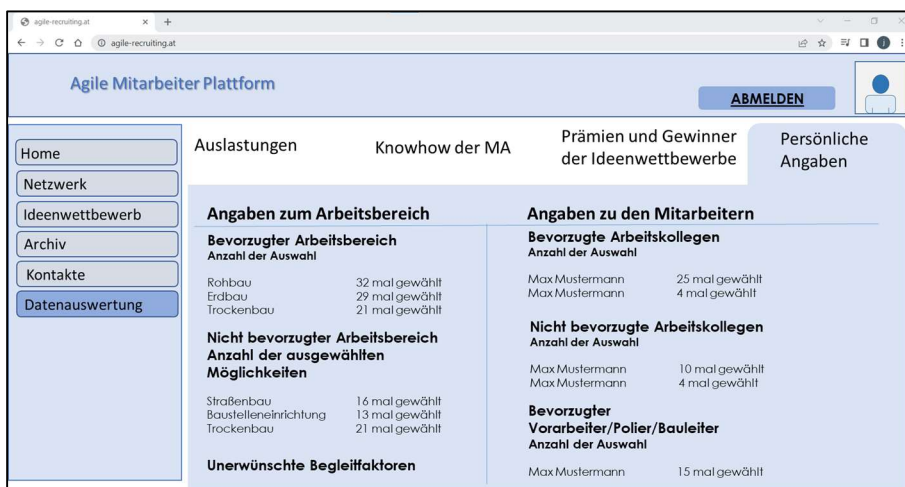 agile-recruiting.at
agile-recruiting.at
Agile Mitarbeiter Plattform
ABMELDEN
Home
Netzwerk
Ideenwettbewerb
Archiv
Kontakte
Datenauswertung
Auslastungen
Knowhow der MA
Prämien und Gewinner
der Ideenwettbewerbe
Persönliche
Angaben
Angaben zum Arbeitsbereich
Bevorzugter Arbeitsbereich
Anzahl der Auswahl
Rohbau 32 mal gewählt
Erdbau 29 mal gewählt
Trockenbau 21 mal gewählt
Nicht bevorzugter Arbeitsbereich
Anzahl der ausgewählten
Möglichkeiten
Straßenbau 16 mal gewählt
Baustelleneinrichtung 13 mal gewählt
Trockenbau 21 mal gewählt
Unerwünschte Begleitfaktoren
Angaben zu den Mitarbeitern
Bevorzugte Arbeitskollegen
Anzahl der Auswahl
Max Mustermann 25 mal gewählt
Max Mustermann 4 mal gewählt
Nicht bevorzugte Arbeitskollegen
Anzahl der Auswahl
Max Mustermann 10 mal gewählt
Max Mustermann 4 mal gewählt
Bevorzugter
Vorarbeiter/Polier/Bauleiter
Anzahl der Auswahl
Max Mustermann 15 mal gewählt